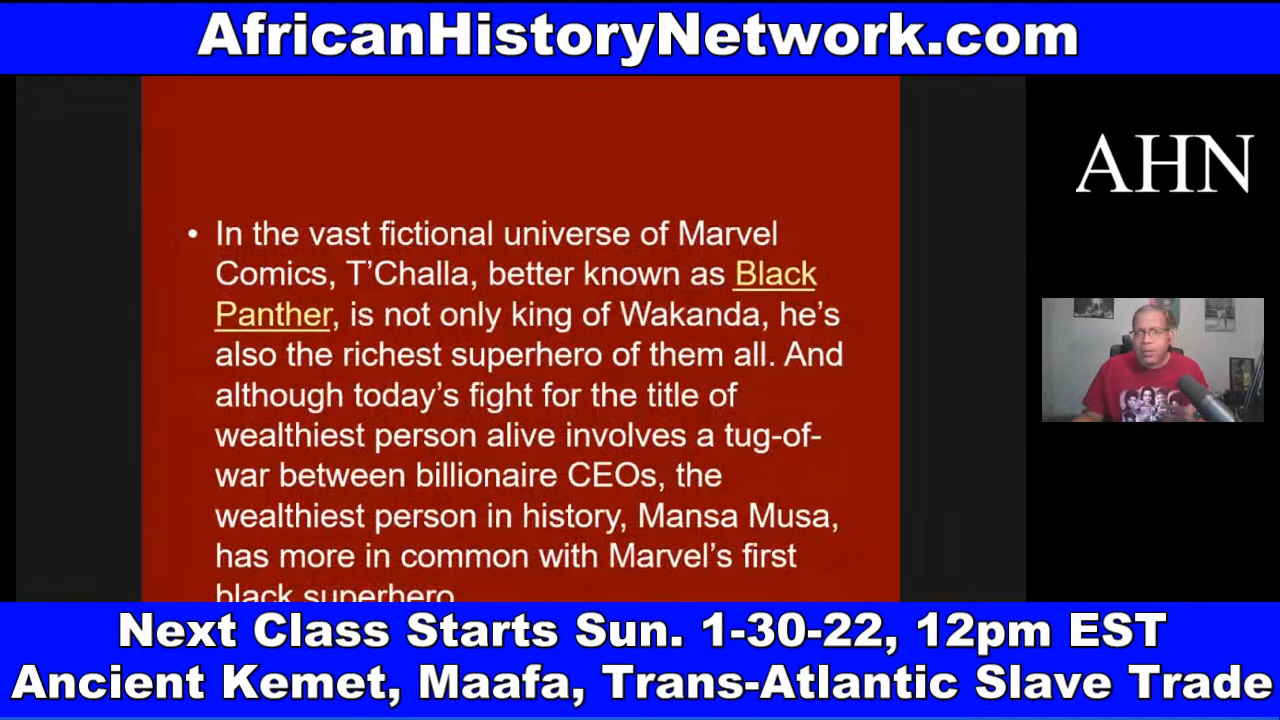 AfricanHistoryNetwork.com
AHN
• In the vast fictional universe of Marvel
Comics, T’Challa, better known as Black
Panther, is not only king of Wakanda, he’s
also the richest superhero of them all. And
although today’s fight for the title of
wealthiest person alive involves a tug-of-
war between billionaire CEOs, the
wealthiest person in history, Mansa Musa,
has more in common with Marvel’s first
black superhero.
Next Class Starts Sun. 1-30-22, 12pm EST
Ancient Kemet, Maafa, Trans-Atlantic Slave Trade